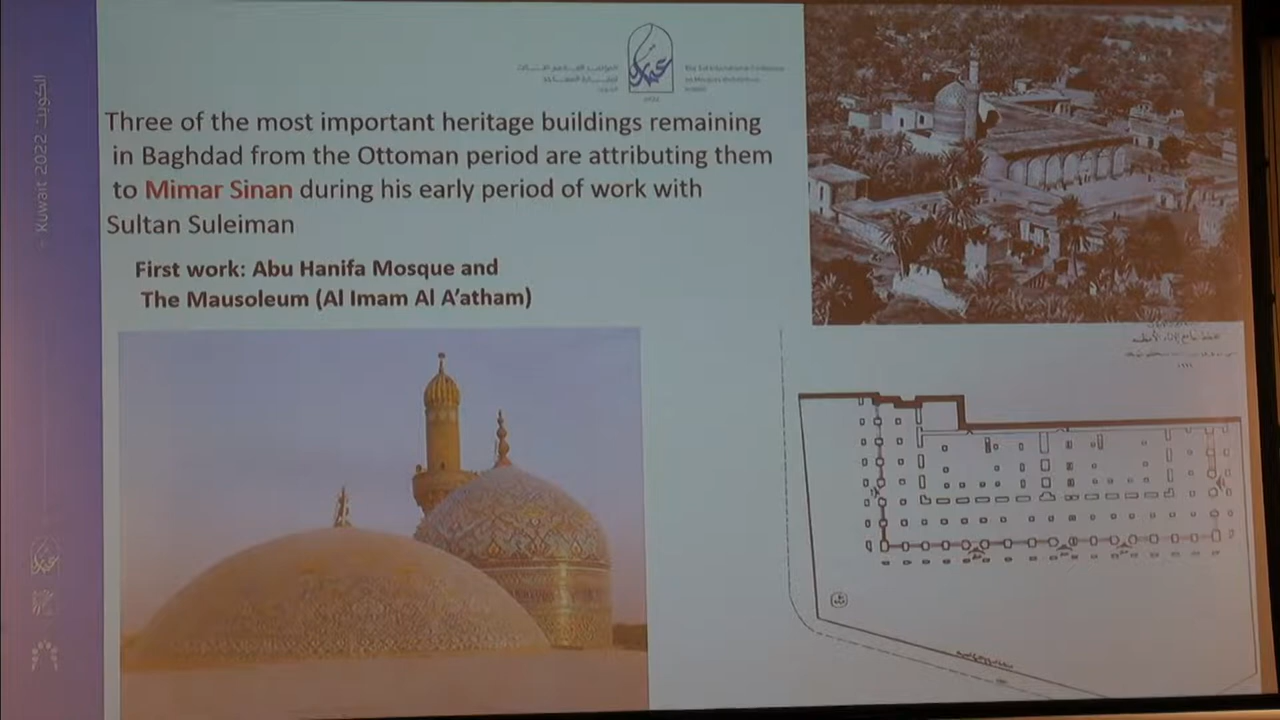 Three of the most important heritage buildings remaining
in Baghdad from the Ottoman period are attributing them
to Mimar Sinan during his early period of work with
Sultan Suleiman
First work: Abu Hanifa Mosque and
The Mausoleum (Al Imam Al A'atham)
الكويت 2022 Kuwait -